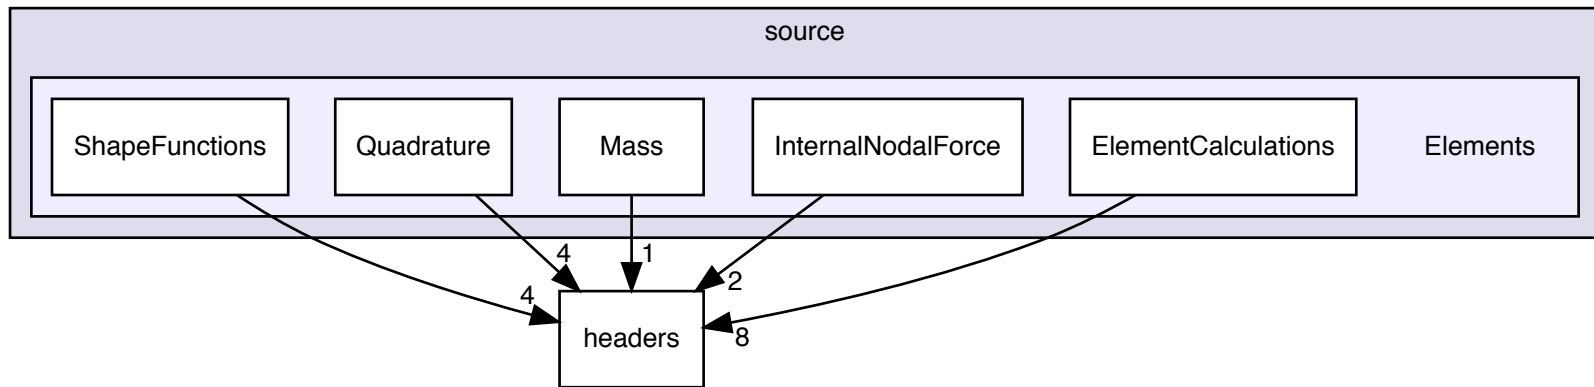 source
ShapeFunctions
Quadrature
Mass
InternalNodalForce
ElementCalculations
Elements
4
1
2
4
8
headers